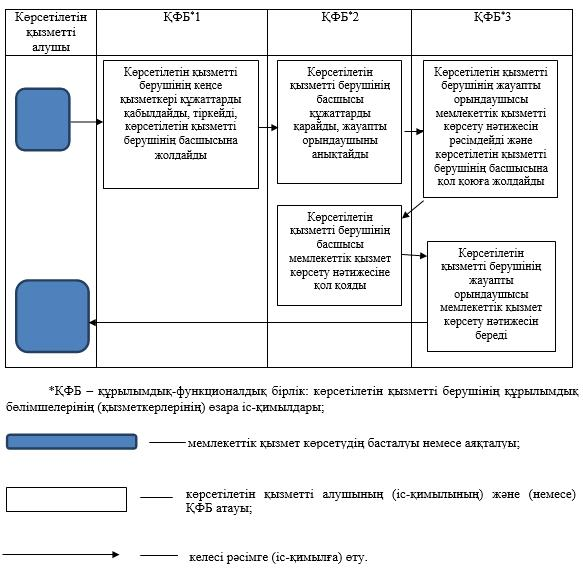 Көрсетілетін
қызметті
алушы
ҚФБ*1
ҚФБ*2
ҚФБ*3
Көрсетілетін қызметті
берушінің кеңсе
қызметкері құжаттарды
қабылдайды, тіркейді,
көрсетілетін қызметті
берушінің басшысына
жолдайды
Көрсетілетін
қызметті берушінің
басшысы
құжаттарды
қарайды, жауапты
орындаушыны
анықтайды
Көрсетілетін қызметті
берушінің жауапты
орындаушысы
мемлекеттік қызметті
көрсету нәтижесін
рәсімдейді және
көрсетілетін қызметті
берушінің басшысына
қол қоюға жолдайды
Көрсетілетін
қызметті берушінің
басшысы
мемлекеттік қызмет
көрсету нәтижесіне
қол қояды
Көрсетілетін
қызметті берушінің
жауапты
орындаушысы
мемлекеттік қызмет
көрсету нәтижесін
береді
*ҚФБ – құрылымдық-функционалдық бірлік: көрсетілетін қызметті берушінің құрылымдық
бөлімшелерінің (қызметкерлерінің) өзара іс-қимылдары;
мемлекеттік қызмет көрсетудің басталуы немесе аяқталуы;
көрсетілетін қызметті алушының (іс-қимылының) және (немесе)
ҚФБ атауы;
келесі рәсімге (іс-қимылға) өту.